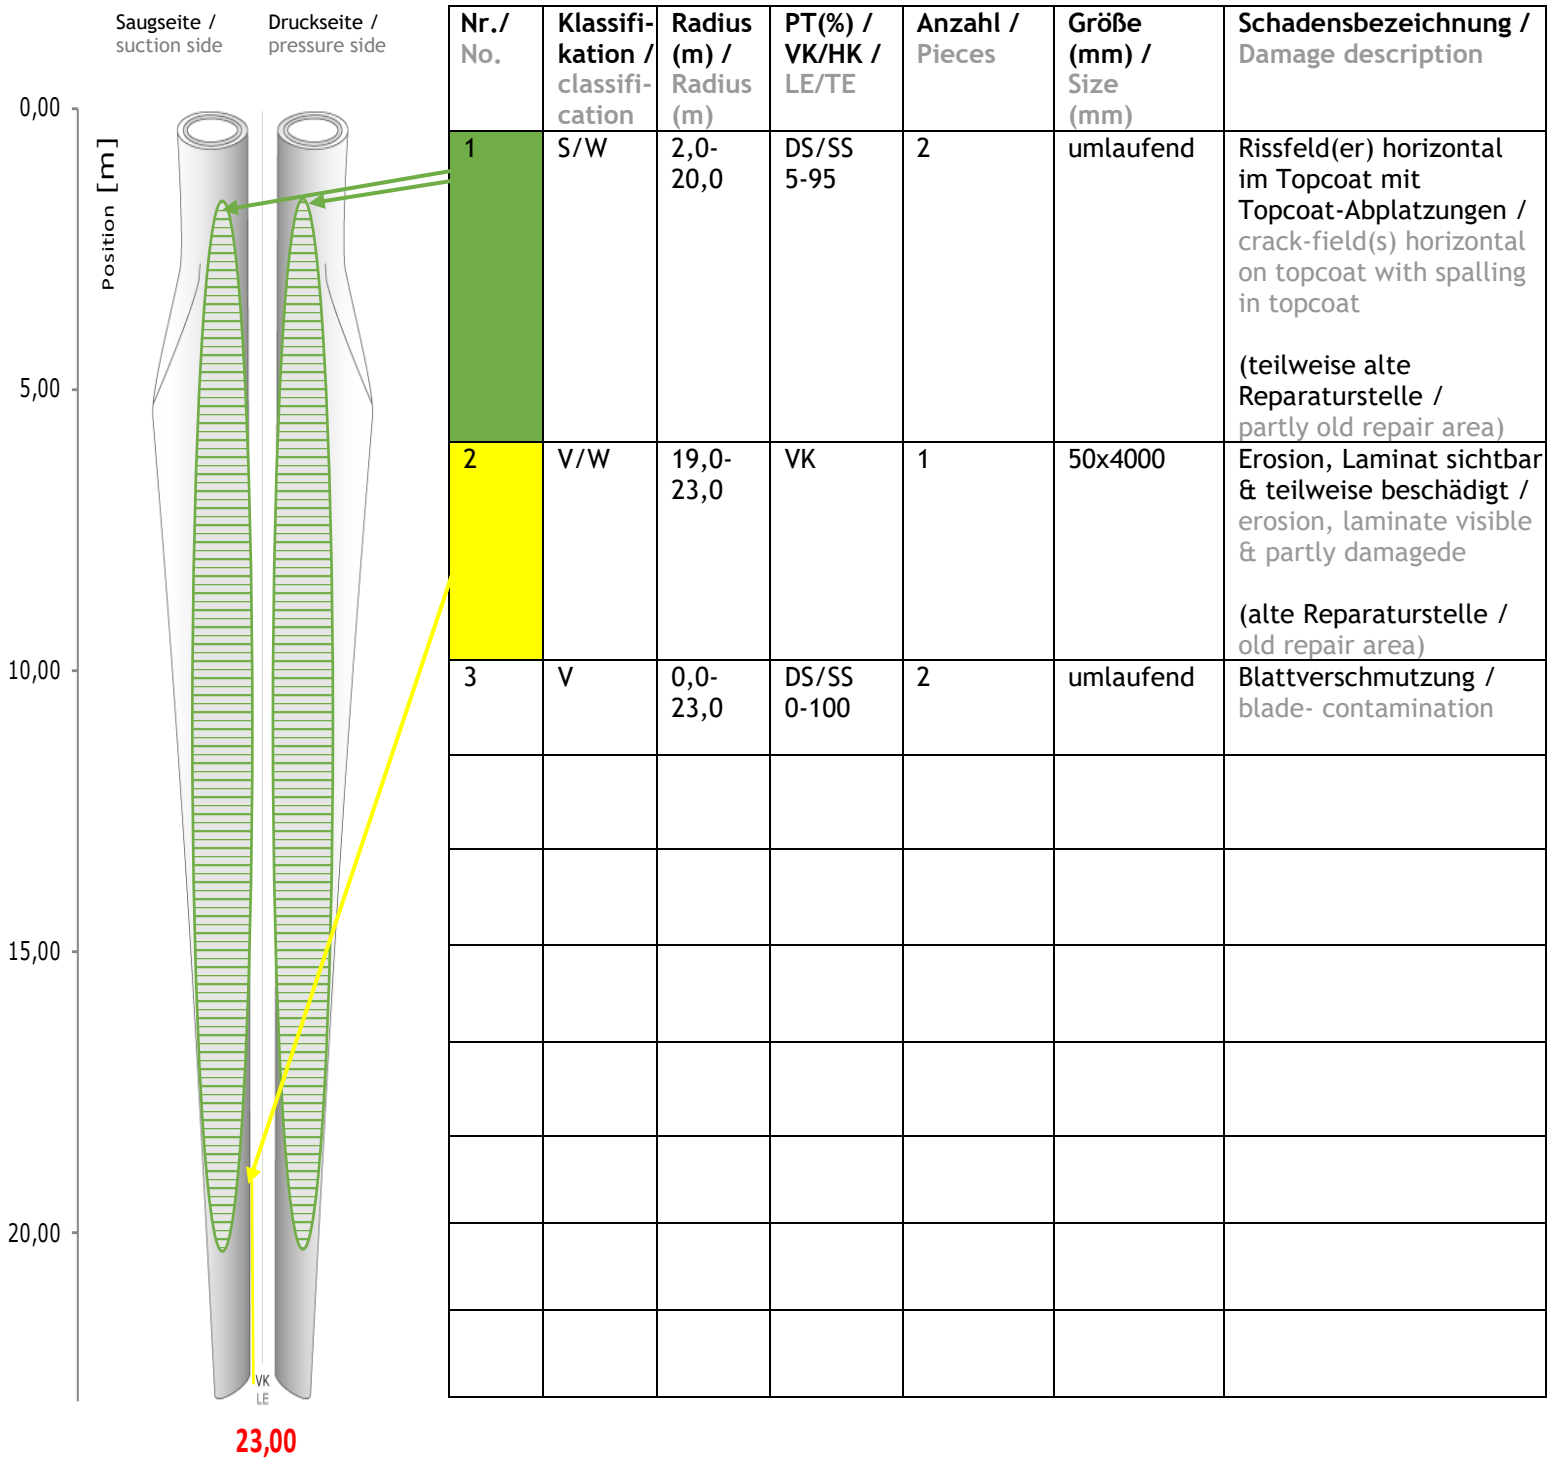 Saugseite /
suction side
Druckseite /
pressure side
0,00
5,00
10,00
15,00
20,00
Position [m]
VK
LE
23,00
Nr./
No.
Klassifi-
kation /
classifi-
cation
Radius
(m) /
Radius
(m)
PT(%) /
VK/HK /
LE/TE
Anzahl /
Pieces
Größe
(mm) /
Size
(mm)
Schadensbezeichnung /
Damage description
1
S/W
2,0-
20,0
DS/SS
5-95
2
umlaufend
Rissfeld(er) horizontal
im Topcoat mit
Topcoat-Abplatzungen /
crack-field(s) horizontal
on topcoat with spalling
in topcoat
(teilweise alte
Reparaturstelle /
partly old repair area)
2
V/W
19,0-
23,0
VK
1
50x4000
Erosion, Laminat sichtbar
& teilweise beschädigt /
erosion, laminate visible
& partly damagede
(alte Reparaturstelle /
old repair area)
3
V
0,0-
23,0
DS/SS
0-100
2
umlaufend
Blattverschmutzung /
blade- contamination